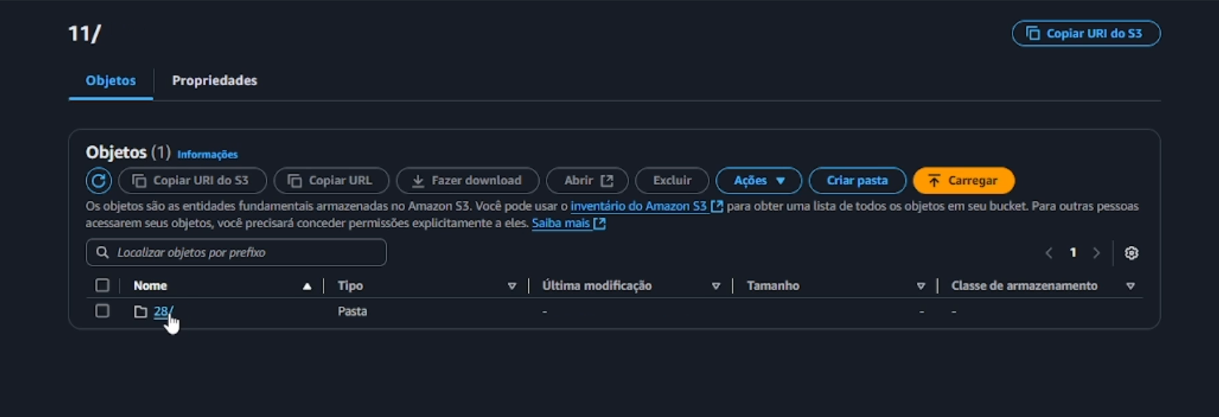 11/
Copiar URI do S3
Objetos
Propriedades
Objetos (1) Informações
Copiar URI do S3 Copiar URL Fazer download Abrir Excluir Ações Criar pasta Carregar
Os objetos são as entidades fundamentais armazenadas no Amazon S3. Você pode usar o inventário do Amazon S3 para obter uma lista de todos os objetos em seu bucket. Para outras pessoas
acessarem seus objetos, você precisará conceder permissões explicitamente a eles. Saiba mais
Localizar objetos por prefixo
1
Nome Tipo Última modificação Tamanho Classe de armazenamento
28/ Pasta - - -